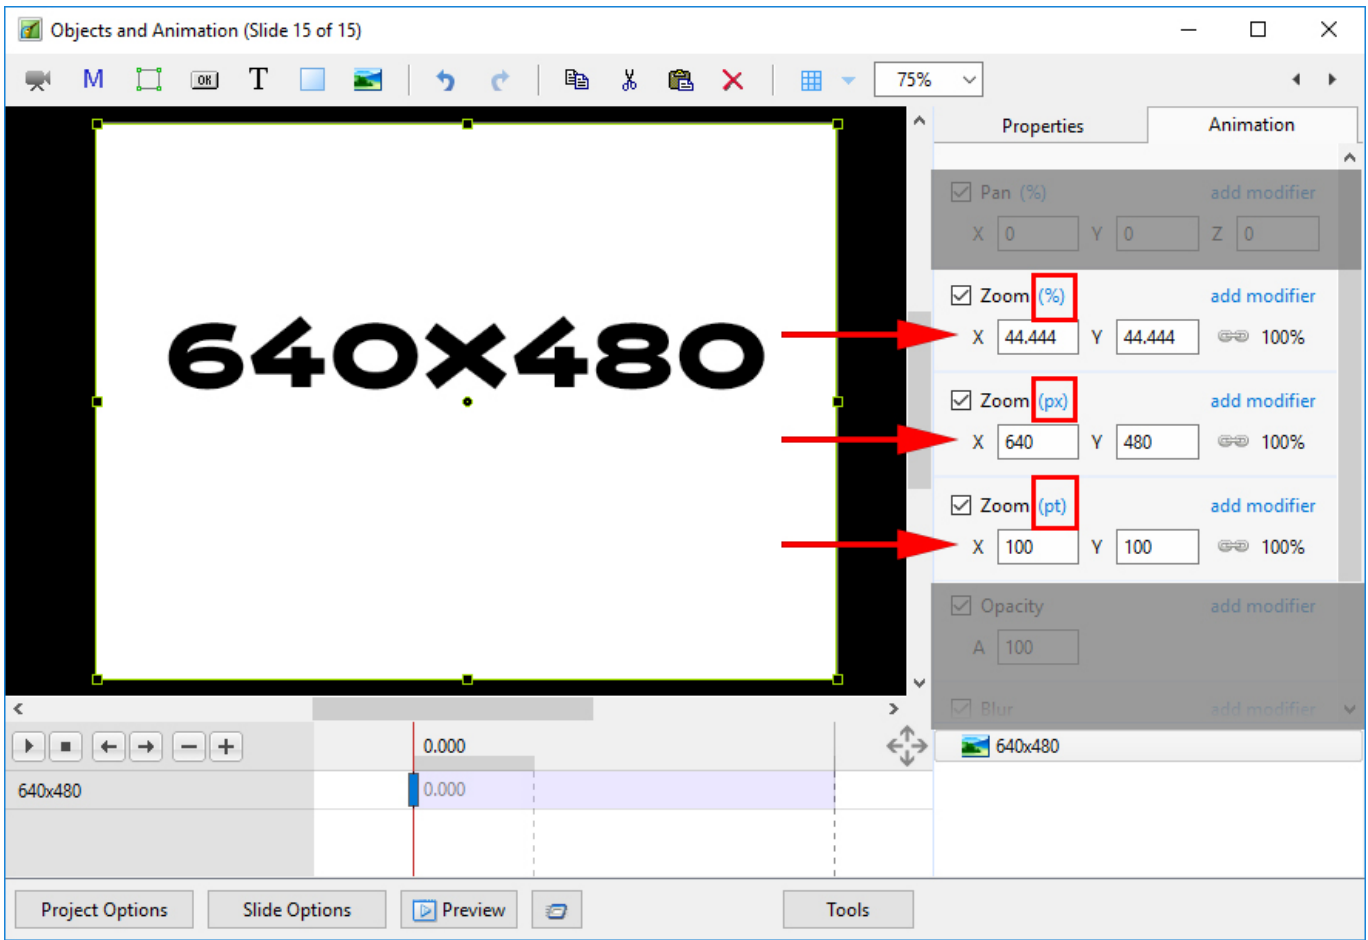 Objects and Animation (Slide 15 of 15)
M OK T 75%
Properties Animation
Pan (%) add modifier
X 0 Y 0 Z 0
Zoom (%) add modifier
X 44.444 Y 44.444 100%
640x480
Zoom (px) add modifier
X 640 Y 480 100%
Zoom (pt) add modifier
X 100 Y 100 100%
Opacity add modifier
A 100
Blur add modifier
0.000
640x480
640x480 0.000
Project Options Slide Options Preview Tools